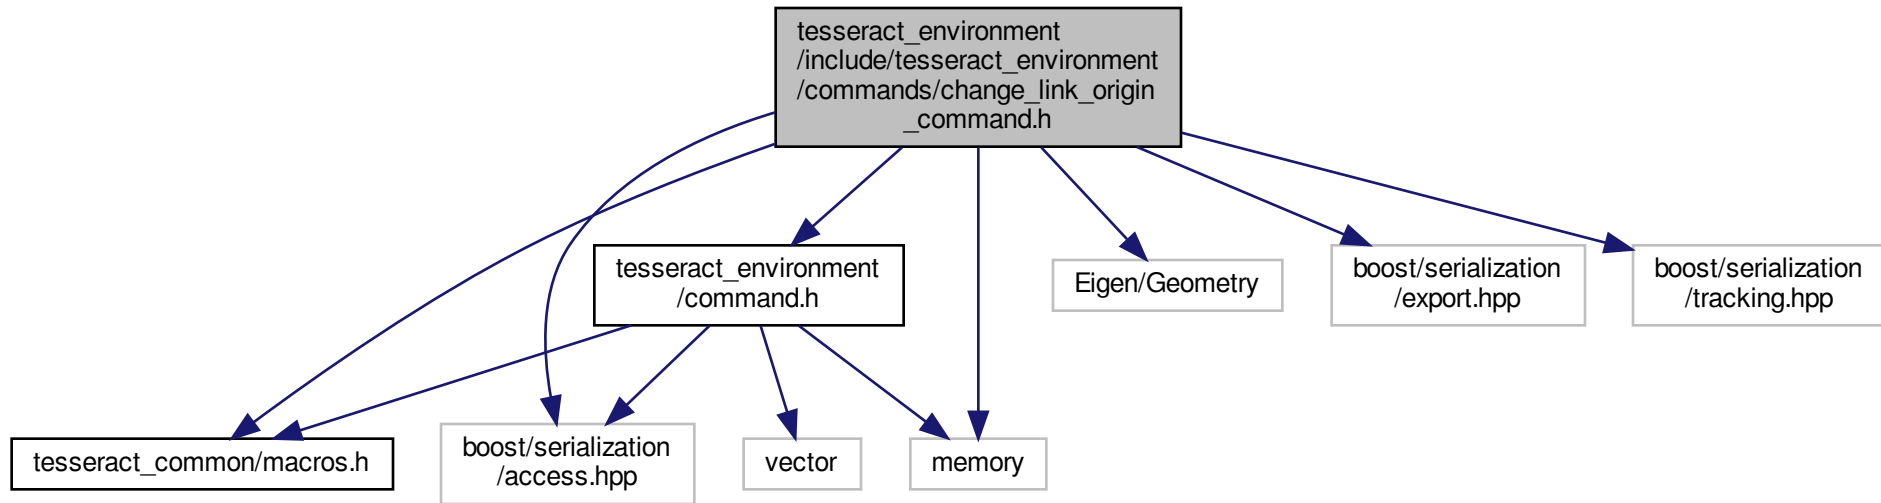 tesseract_environment
/include/tesseract_environment
/commands/change_link_origin
_command.h
tesseract_environment
/command.h
Eigen/Geometry
boost/serialization
/export.hpp
boost/serialization
/tracking.hpp
tesseract_common/macros.h
boost/serialization
/access.hpp
vector
memory